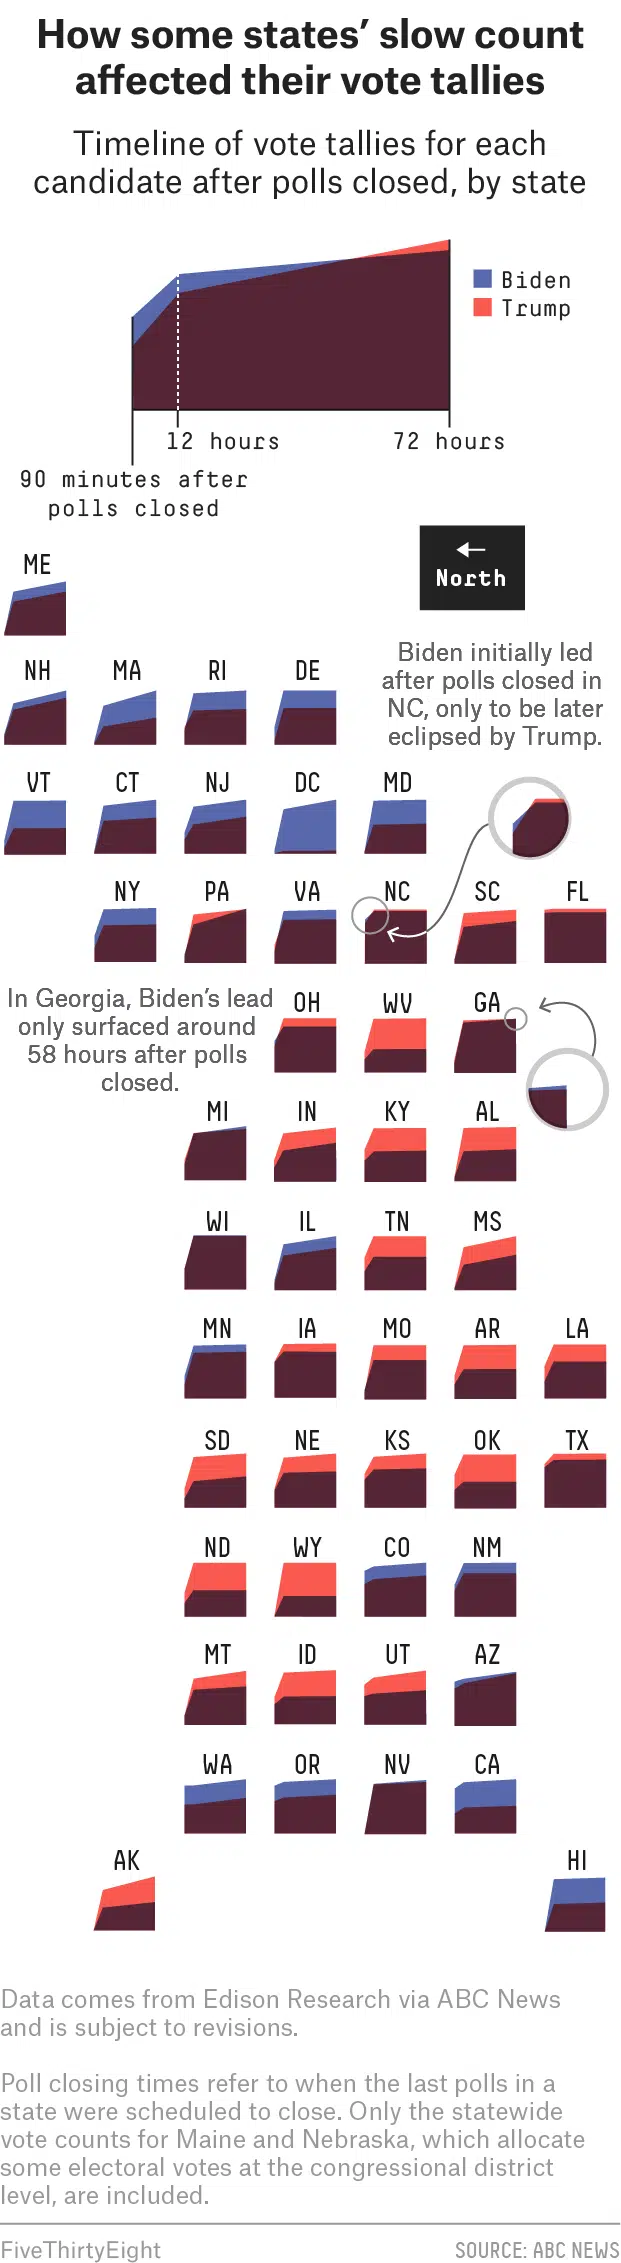 How some states’ slow count
affected their vote tallies
Timeline of vote tallies for each
candidate after polls closed, by state
Biden
Trump
12 hours
72 hours
90 minutes after
polls closed
ME
←
North
Biden initially led
after polls closed in
NC, only to be later
eclipsed by Trump.
NH MA RI DE
VT CT NJ DC MD
NY PA VA NC SC FL
In Georgia, Biden’s lead
only surfaced around
58 hours after polls
closed.
OH WV GA
MI IN KY AL
WI IL TN MS
MN IA MO AR LA
SD NE KS OK TX
ND WY CO NM
MT ID UT AZ
WA OR NV CA
AK HI
Data comes from Edison Research via ABC News
and is subject to revisions.
Poll closing times refer to when the last polls in a
state were scheduled to close. Only the statewide
vote counts for Maine and Nebraska, which allocate
some electoral votes at the congressional district
level, are included.
FiveThirtyEight
SOURCE: ABC NEWS